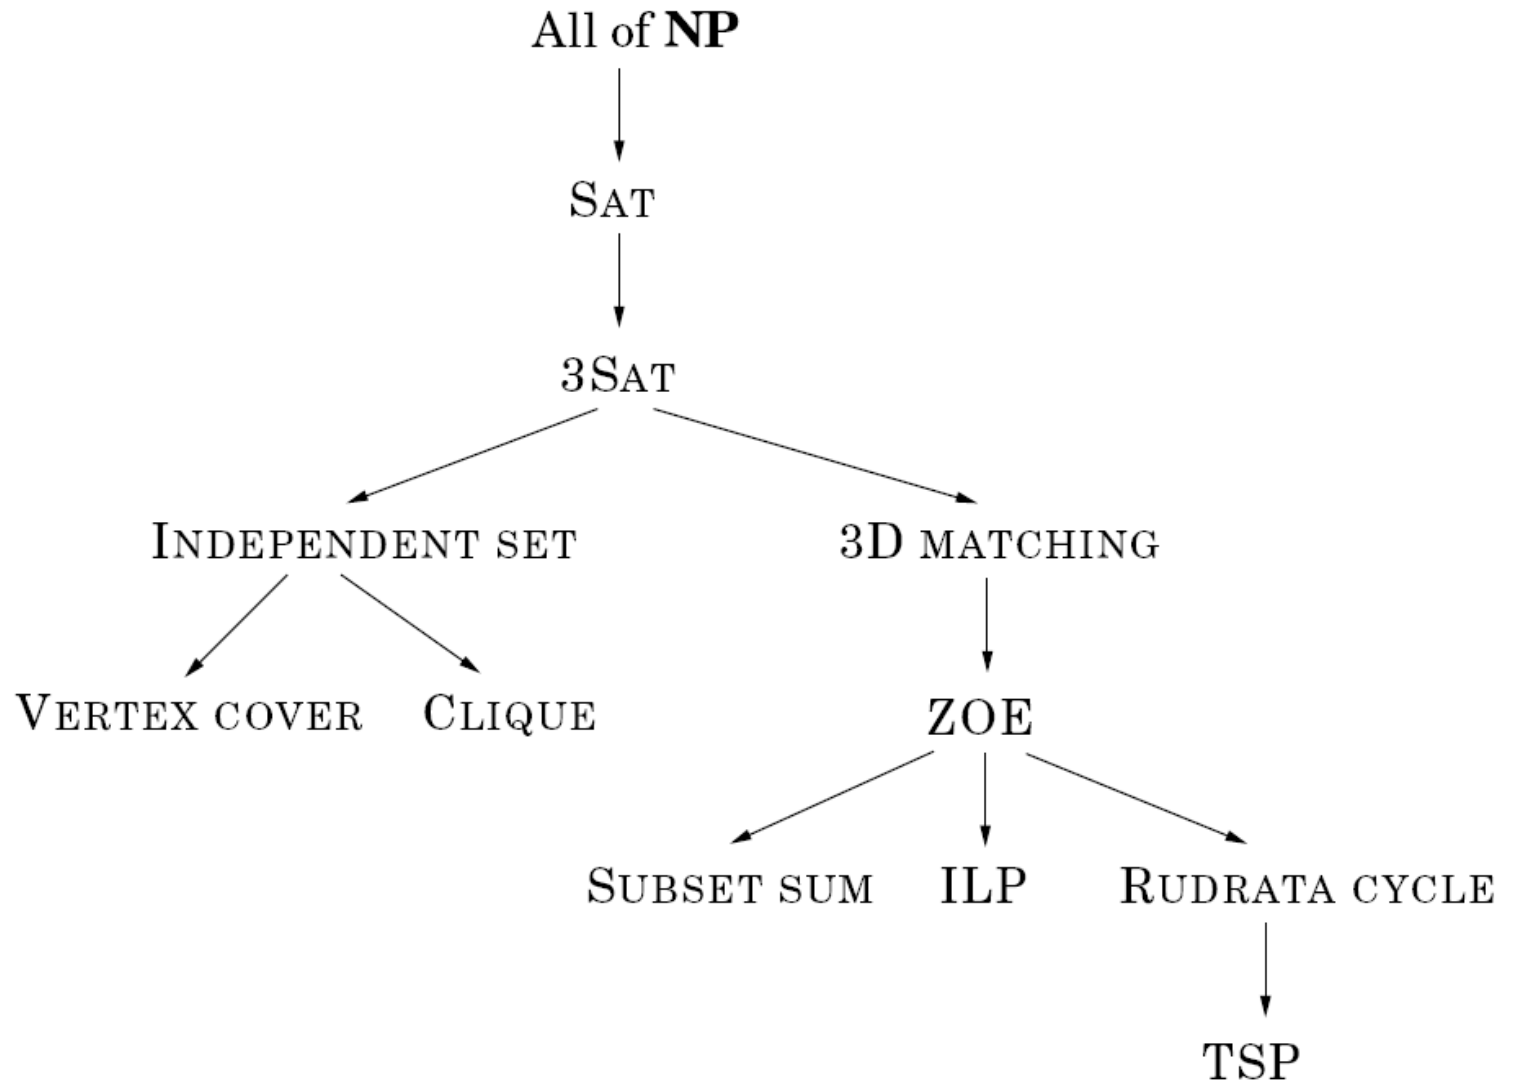 All of NP
SAT
3SAT
INDEPENDENT SET
3D MATCHING
VERTEX COVER
CLIQUE
ZOE
SUBSET SUM
ILP
RUDRATA CYCLE
TSP